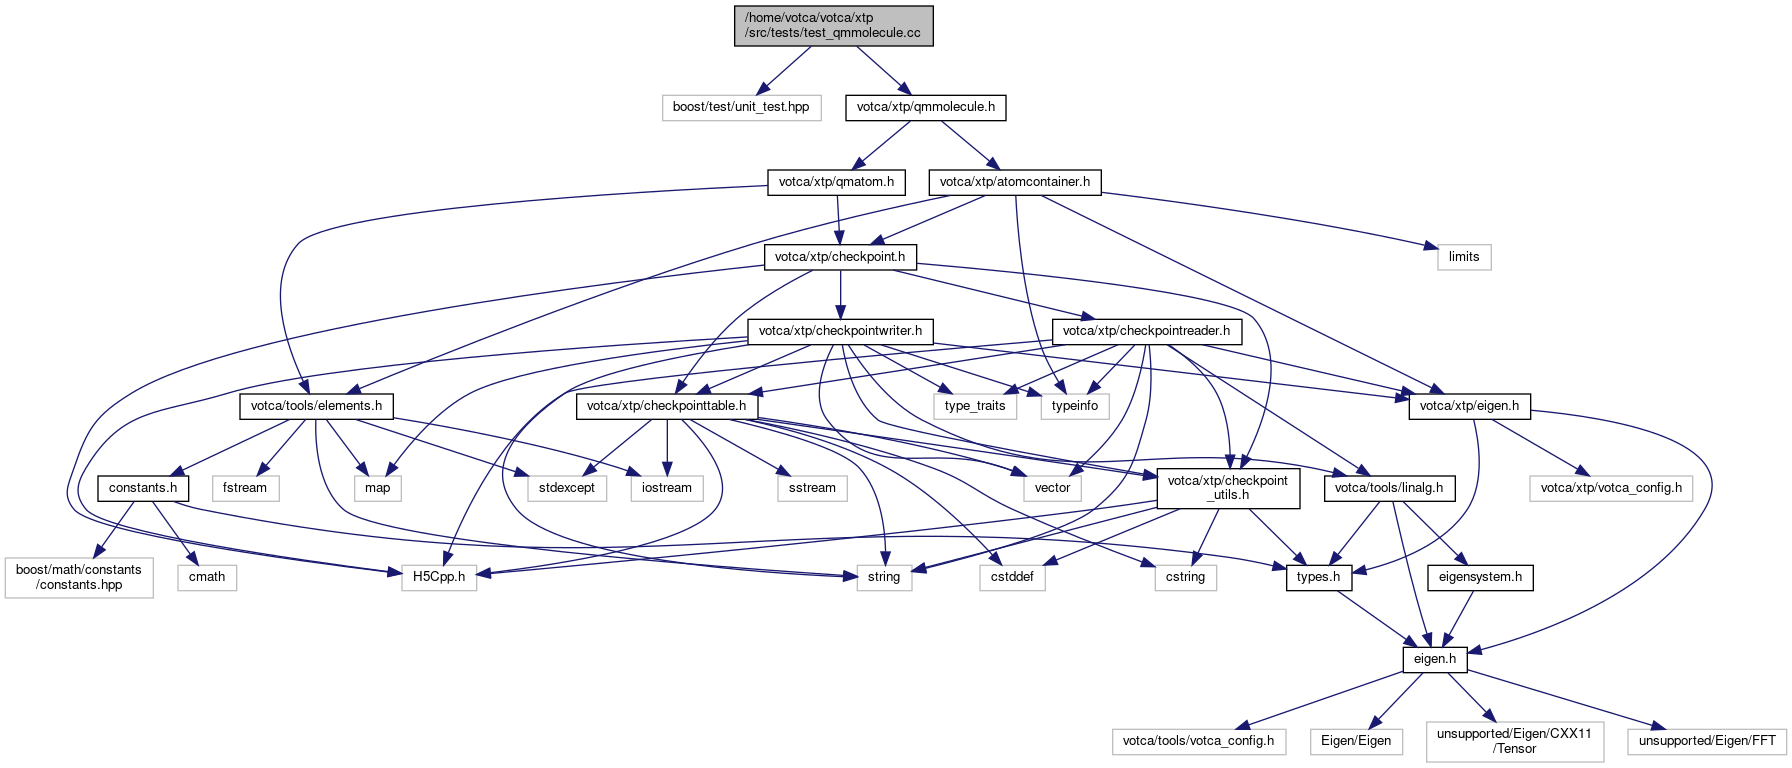 /home/votca/votca/xtp
/src/tests/test_qmmolecule.cc
boost/test/unit_test.hpp
votca/xtp/qmmolecule.h
votca/xtp/qmatom.h
votca/xtp/atomcontainer.h
votca/xtp/checkpoint.h
limits
votca/xtp/checkpointwriter.h
votca/xtp/checkpointreader.h
votca/tools/elements.h
votca/xtp/checkpointtable.h
type_traits
typeinfo
votca/xtp/eigen.h
constants.h
fstream
map
stdexcept
iostream
sstream
vector
votca/xtp/checkpoint
_utils.h
votca/tools/linalg.h
votca/xtp/votca_config.h
boost/math/constants
/constants.hpp
cmath
H5Cpp.h
string
cstddef
cstring
types.h
eigensystem.h
eigen.h
votca/tools/votca_config.h
Eigen/Eigen
unsupported/Eigen/CXX11
/Tensor
unsupported/Eigen/FFT